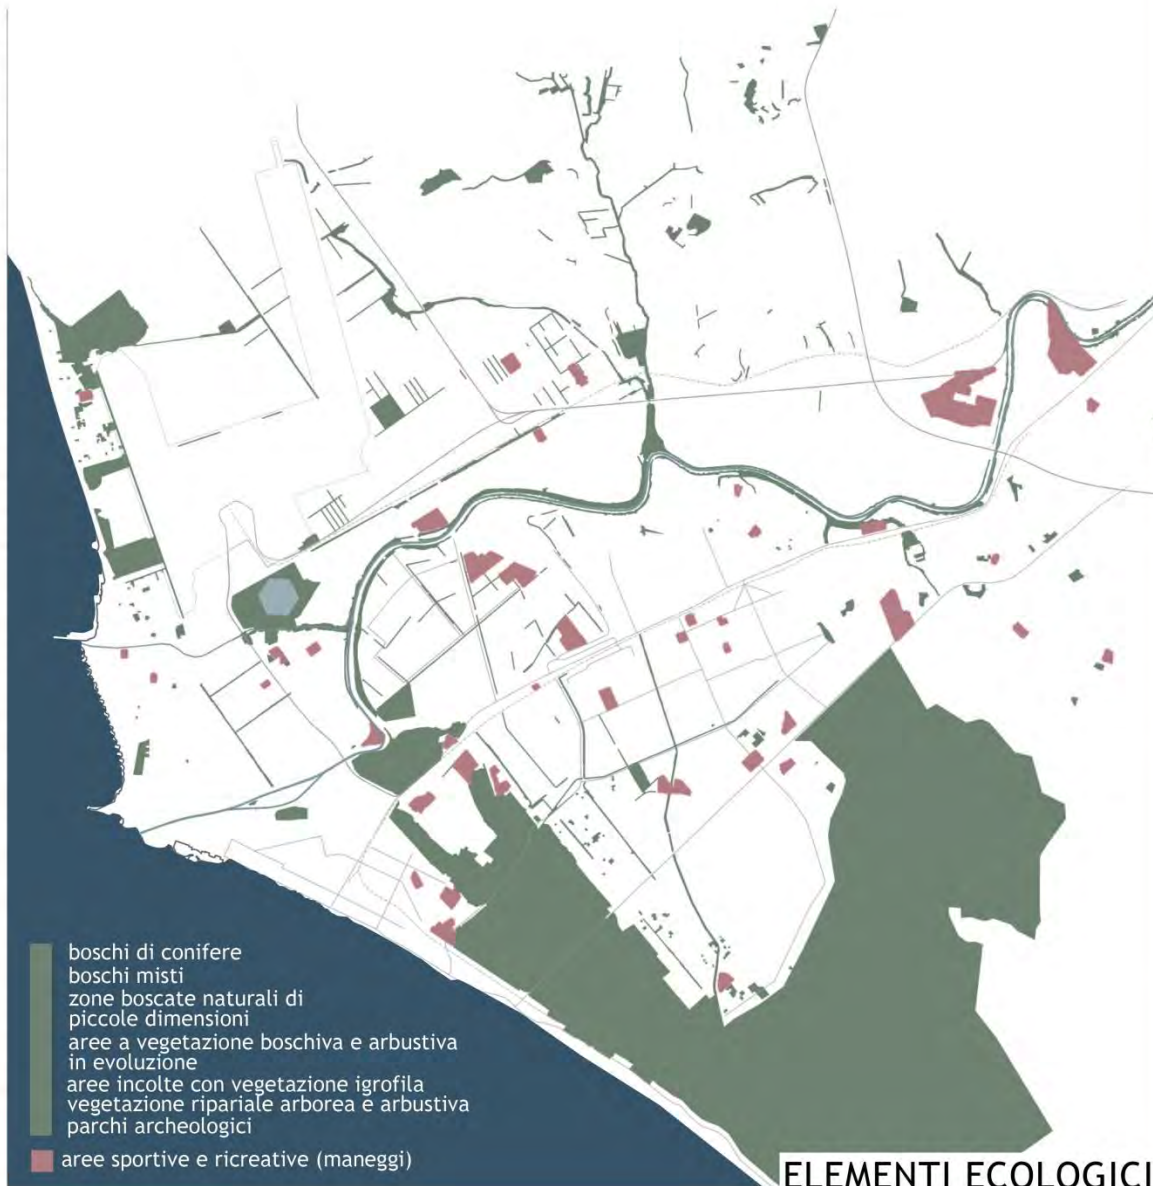 boschi di conifere
boschi misti
zone boscate naturali di
piccole dimensioni
aree a vegetazione boschiva e arbustiva
in evoluzione
aree incolte con vegetazione igrofila
vegetazione ripariale arborea e arbustiva
parchi archeologici
aree sportive e ricreative (maneggi)
ELEMENTI ECOLOGICI